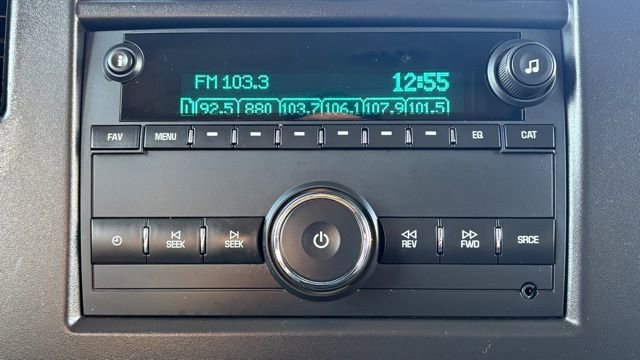 FM 103.3 12:55
1 92.5 880 103.7 106.1 107.9 101.5
FAV MENU EQ CAT
SEEK SEEK REV FWD SRCE